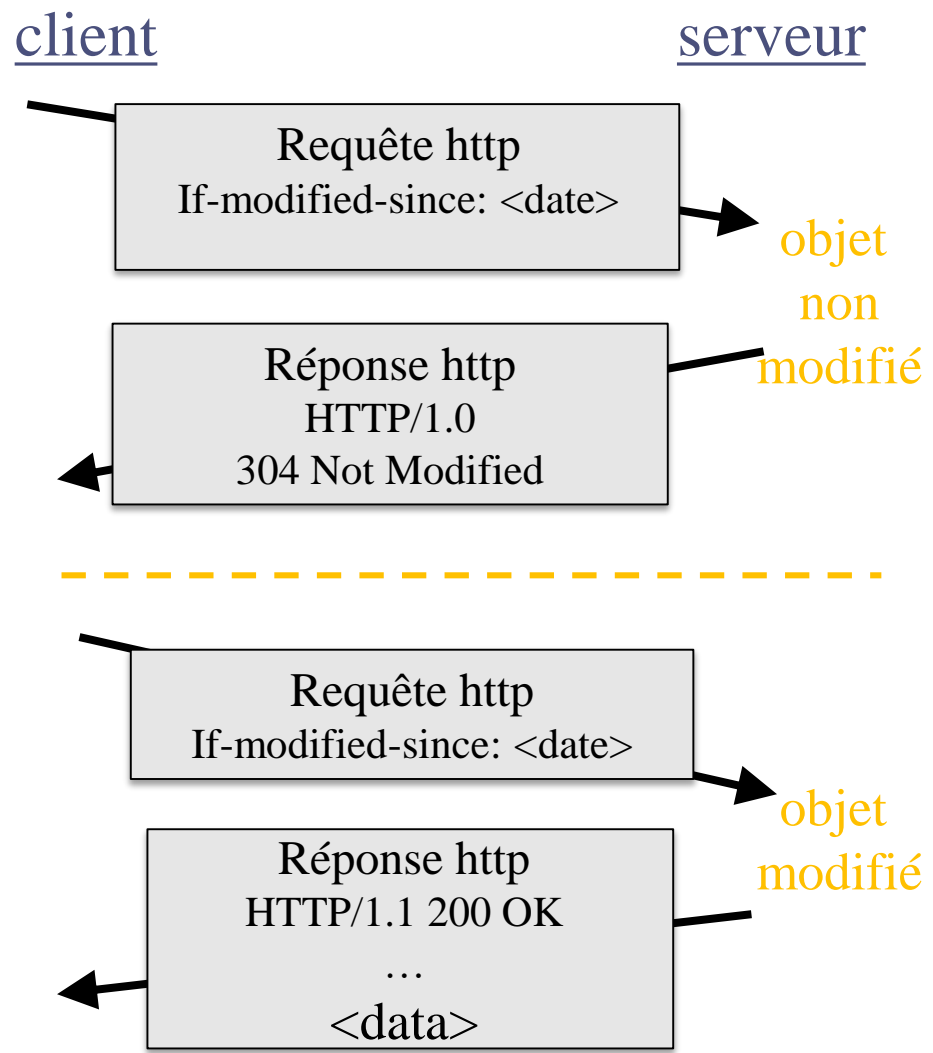 client
serveur
Requête http
If-modified-since: <date>
objet
non
modifié
Réponse http
HTTP/1.0
304 Not Modified
Requête http
If-modified-since: <date>
objet
modifié
Réponse http
HTTP/1.1 200 OK
…
<data>